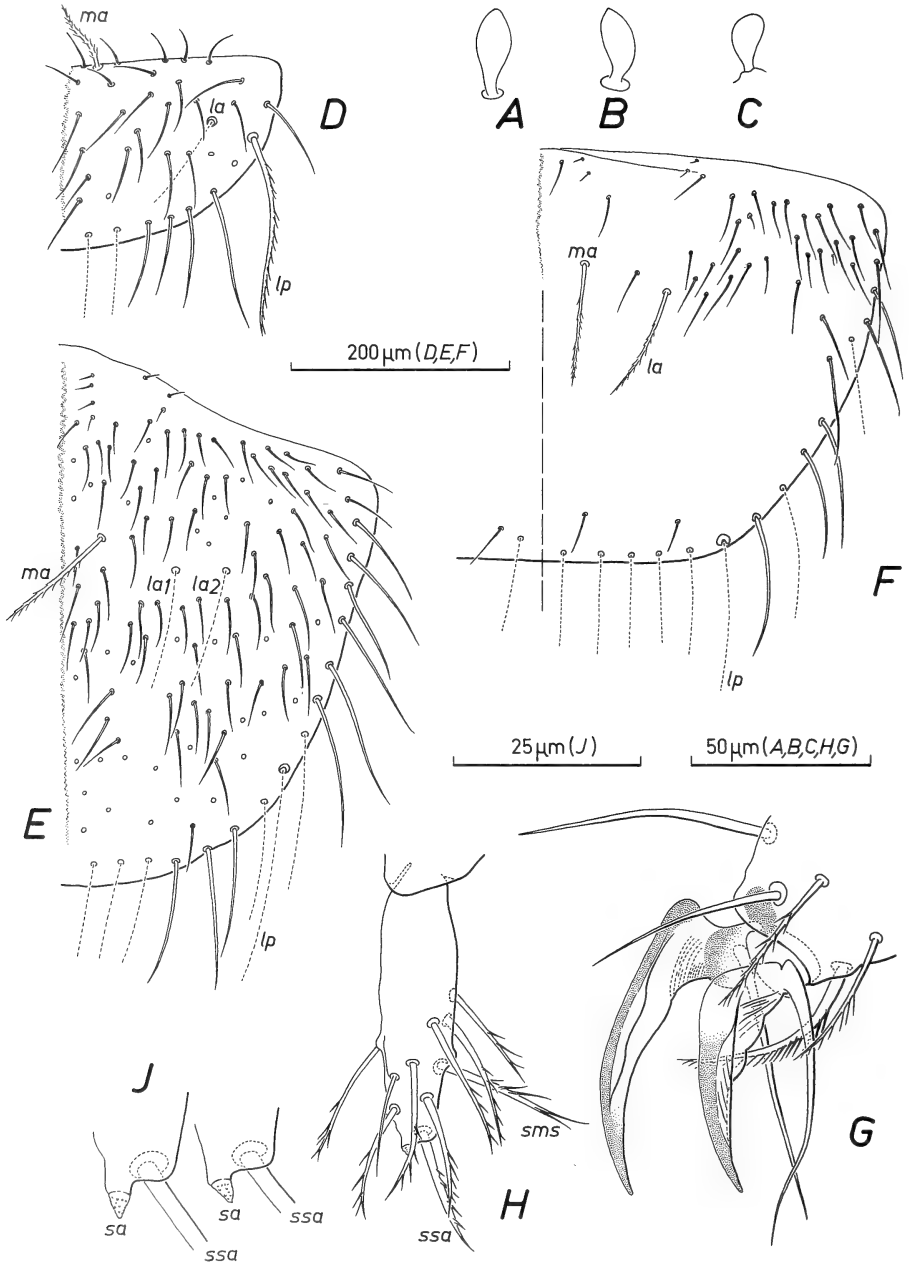 ma
A
B
C
la
D
lp
ma
la
200 µm (D,E,F)
ma
la1
la2
F
lp
25 µm (J)
50 µm (A,B,C,H,G)
E
lp
J
sms
G
sa
ssa
sa
ssa
ssa
H